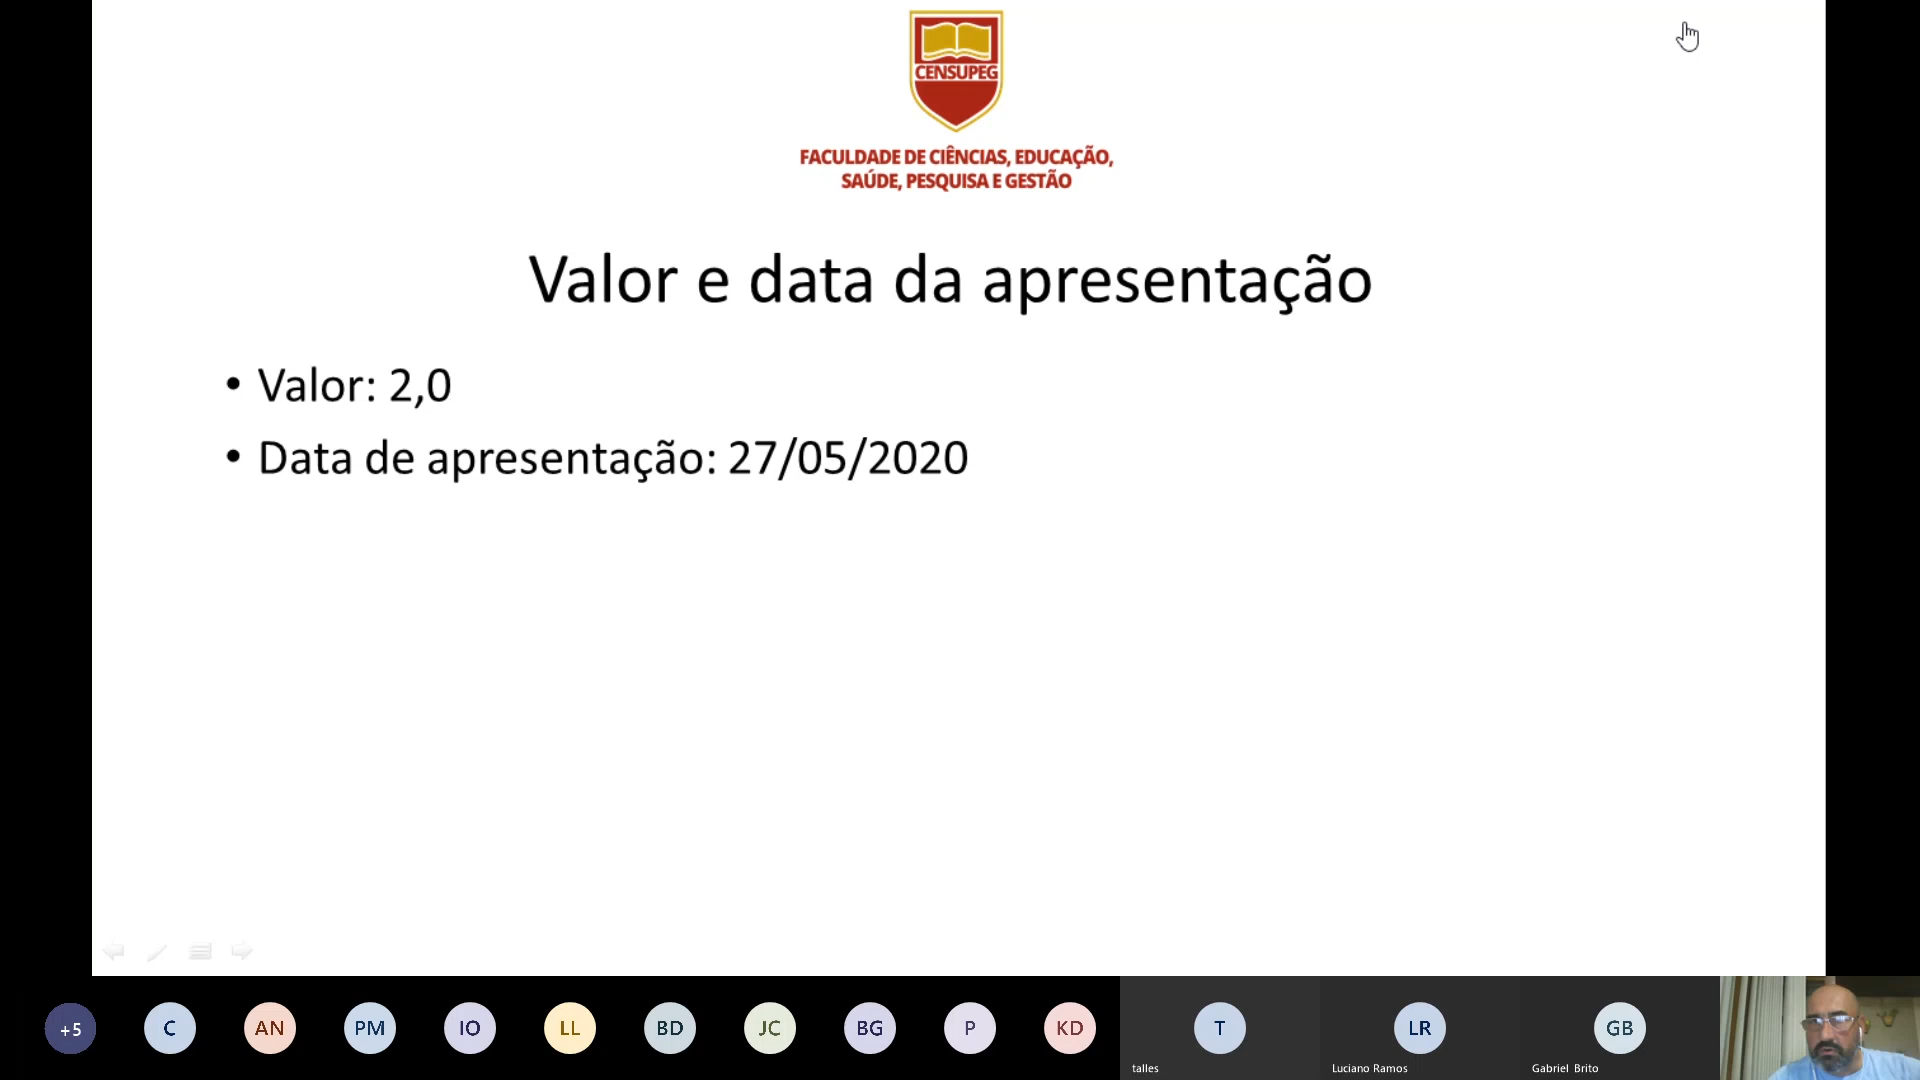 CENSUPEG
FACULDADE DE CIÊNCIAS, EDUCAÇÃO,
SAÚDE, PESQUISA E GESTÃO
Valor e data da apresentação
• Valor: 2,0
• Data de apresentação: 27/05/2020
+5
C
AN
PM
IO
LL
BD
JC
BG
P
KD
T
LR
GB
talles
Luciano Ramos
Gabriel Brito